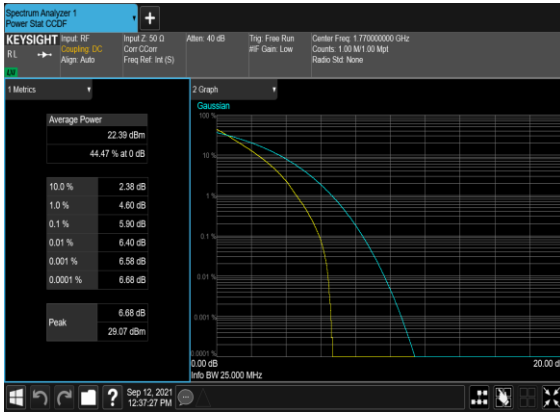 Spectrum Analyzer 1
Power Stat CCDF
KEYSIGHT
RL
Input: RF
Coupling: DC
Align: Auto
Input Z: 50 Ω
Corr CCorr
Freq Ref: Int (S)
Atten: 40 dB
Trig: Free Run
#IF Gain: Low
Center Freq: 1.770000000 GHz
Counts: 1.00 M/1.00 Mpt
Radio Std: None
1 Metrics
Average Power
22.39 dBm
44.47 % at 0 dB
10.0 % 2.38 dB
1.0 % 4.60 dB
0.1 % 5.90 dB
0.01 % 6.40 dB
0.001 % 6.58 dB
0.0001 % 6.68 dB
Peak
6.68 dB
29.07 dBm
2 Graph
Gaussian
100 %
10 %
1 %
0.1 %
0.01 %
0.001 %
0.0001 %
0.00 dB
20.00 d
Info BW 25.000 MHz
Sep 12, 2021
12:37:27 PM